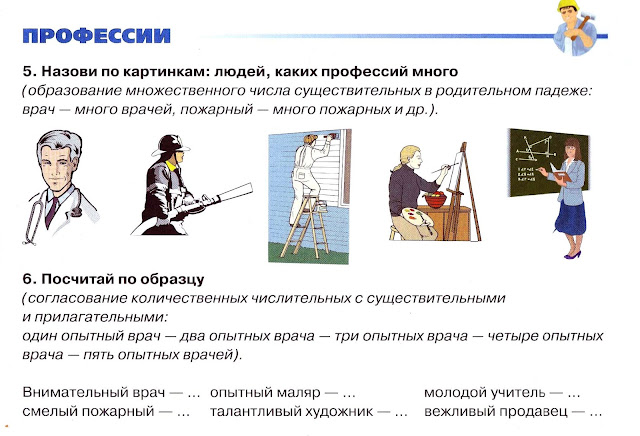 ПРОФЕССИИ
5. Назови по картинкам: людей, каких профессий много
(образование множественного числа существительных в родительном падеже:
врач — много врачей, пожарный — много пожарных и др.).
6. Посчитай по образцу
(согласование количественных числительных с существительными
и прилагательными:
один опытный врач — два опытных врача — три опытных врача — четыре опытных
врача — пять опытных врачей).
Внимательный врач — ... опытный маляр — ... молодой учитель — ...
смелый пожарный — ... талантливый художник — ... вежливый продавец — ...